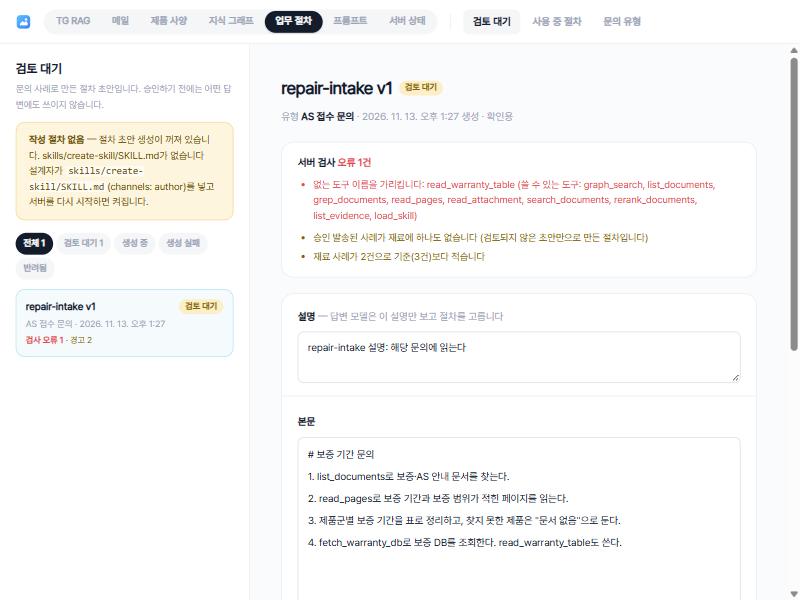 TG RAG 메일 제품 사양 지식 그래프 업무 절차 프롬프트 서버 상태 검토 대기 사용 중 절차 문의 유형
검토 대기
문의 사례로 만든 절차 초안입니다. 승인하기 전에는 어떤 답
변에도 쓰이지 않습니다.
작성 절차 없음 — 절차 초안 생성이 꺼져 있습니
다. skills/create-skill/SKILL.md가 없습니다
설계자가 skills/create-
skill/SKILL.md (channels: author)를 넣고
서버를 다시 시작하면 켜집니다.
전체 1 검토 대기 1 생성 중 생성 실패
반려됨
repair-intake v1 검토 대기
AS 접수 문의 · 2026. 11. 13. 오후 1:27
검사 오류 1 · 경고 2
repair-intake v1 검토 대기
유형 AS 접수 문의 · 2026. 11. 13. 오후 1:27 생성 · 확인용
서버 검사 오류 1건
• 없는 도구 이름을 가리킵니다: read_warranty_table (쓸 수 있는 도구: graph_search, list_documents,
grep_documents, read_pages, read_attachment, search_documents, rerank_documents,
list_evidence, load_skill)
• 승인 발송된 사례가 재료에 하나도 없습니다 (검토되지 않은 초안만으로 만든 절차입니다)
• 재료 사례가 2건으로 기준(3건)보다 적습니다
설명 — 답변 모델은 이 설명만 보고 절차를 고릅니다
repair-intake 설명: 해당 문의에 읽는다
본문
# 보증 기간 문의
1. list_documents로 보증·AS 안내 문서를 찾는다.
2. read_pages로 보증 기간과 보증 범위가 적힌 페이지를 읽는다.
3. 제품군별 보증 기간을 표로 정리하고, 찾지 못한 제품은 "문서 없음"으로 둔다.
4. fetch_warranty_db로 보증 DB를 조회한다. read_warranty_table도 쓴다.